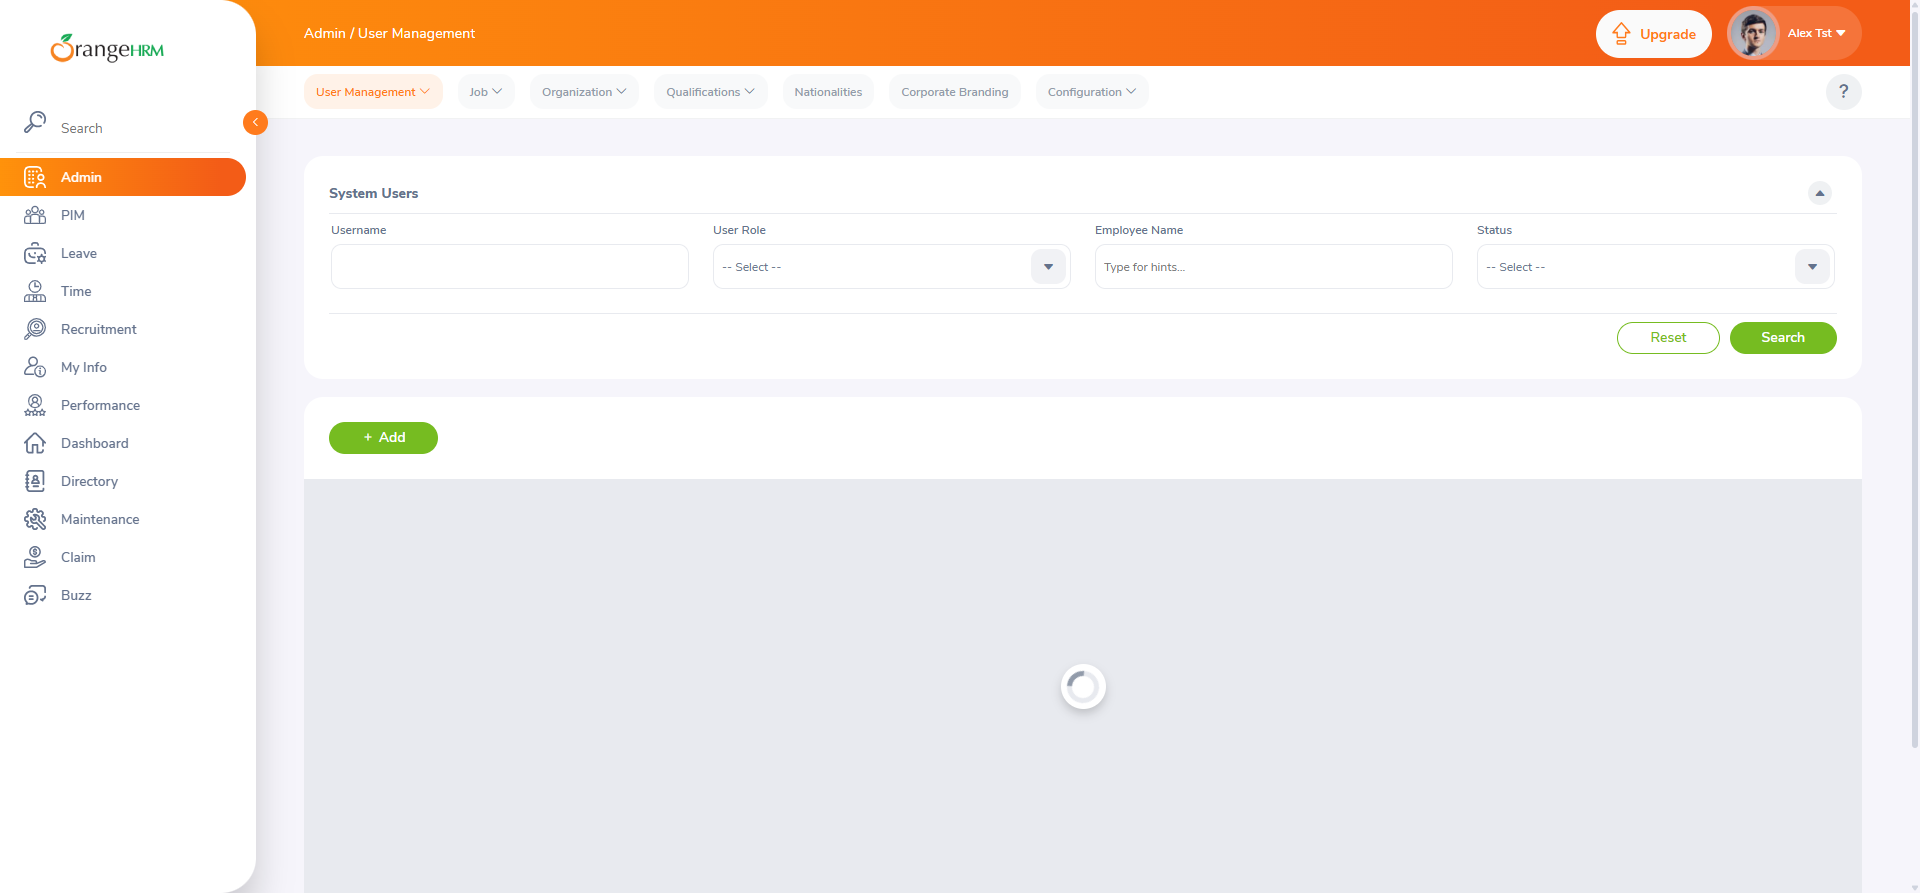 OrangeHRM
Admin / User Management
Upgrade
Alex Tst
User Management
Job
Organization
Qualifications
Nationalities
Corporate Branding
Configuration
?
Search
Admin
PIM
Leave
Time
Recruitment
My Info
Performance
Dashboard
Directory
Maintenance
Claim
Buzz
System Users
Username
User Role
Employee Name
Status
-- Select --
Type for hints...
-- Select --
Reset
Search
+ Add